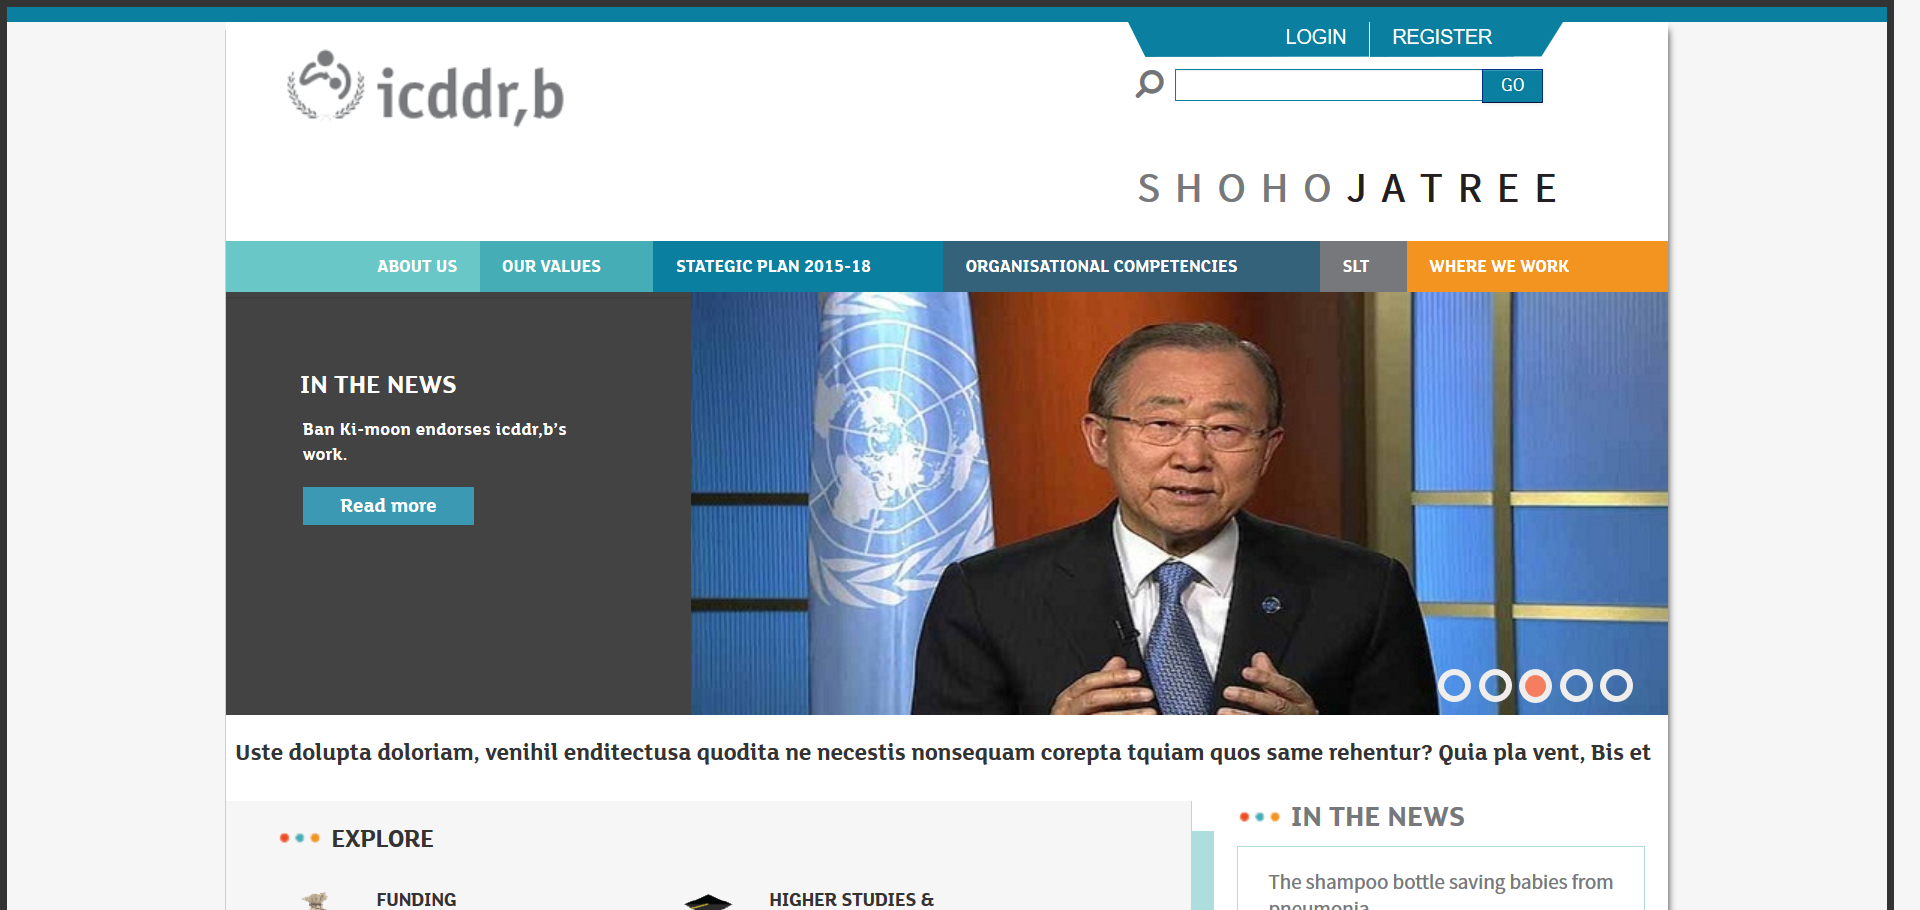 LOGIN
REGISTER
icddr,b
GO
SHOHOJATREE
ABOUT US
OUR VALUES
STATEGIC PLAN 2015-18
ORGANISATIONAL COMPETENCIES
SLT
WHERE WE WORK
IN THE NEWS
Ban Ki-moon endorses icddr,b’s
work.
Read more
Uste dolupta doloriam, venihil enditectusa quodita ne necestis nonsequam corepta tquiam quos same rehentur? Quia pla vent, Bis et
EXPLORE
FUNDING
HIGHER STUDIES &
IN THE NEWS
The shampoo bottle saving babies from
pneumonia